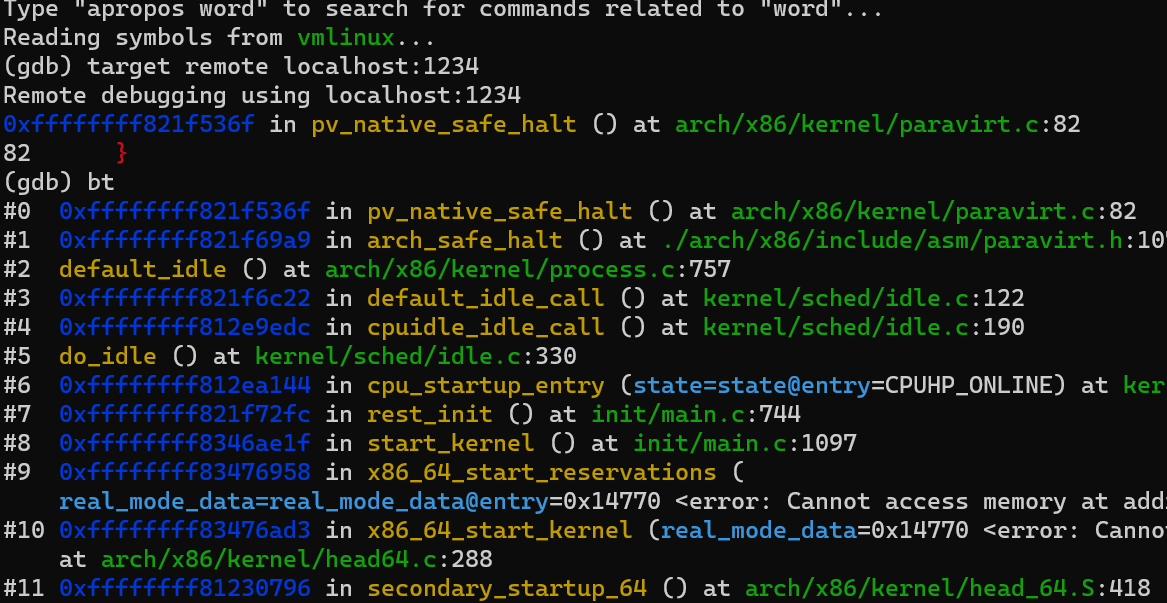 Type "apropos word" to search for commands related to "word"...
Reading symbols from vmlinux...
(gdb) target remote localhost:1234
Remote debugging using localhost:1234
0xffffffff821f536f in pv_native_safe_halt () at arch/x86/kernel/paravirt.c:82
82 }
(gdb) bt
#0 0xffffffff821f536f in pv_native_safe_halt () at arch/x86/kernel/paravirt.c:82
#1 0xffffffff821f69a9 in arch_safe_halt () at ./arch/x86/include/asm/paravirt.h:10
#2 default_idle () at arch/x86/kernel/process.c:757
#3 0xffffffff821f6c22 in default_idle_call () at kernel/sched/idle.c:122
#4 0xffffffff812e9edc in cpuidle_idle_call () at kernel/sched/idle.c:190
#5 do_idle () at kernel/sched/idle.c:330
#6 0xffffffff812ea144 in cpu_startup_entry (state=state@entry=CPUHP_ONLINE) at ker
#7 0xffffffff821f72fc in rest_init () at init/main.c:744
#8 0xffffffff8346ae1f in start_kernel () at init/main.c:1097
#9 0xffffffff83476958 in x86_64_start_reservations (
real_mode_data=real_mode_data@entry=0x14770 <error: Cannot access memory at add
#10 0xffffffff83476ad3 in x86_64_start_kernel (real_mode_data=0x14770 <error: Canno
at arch/x86/kernel/head64.c:288
#11 0xffffffff81230796 in secondary_startup_64 () at arch/x86/kernel/head_64.S:418